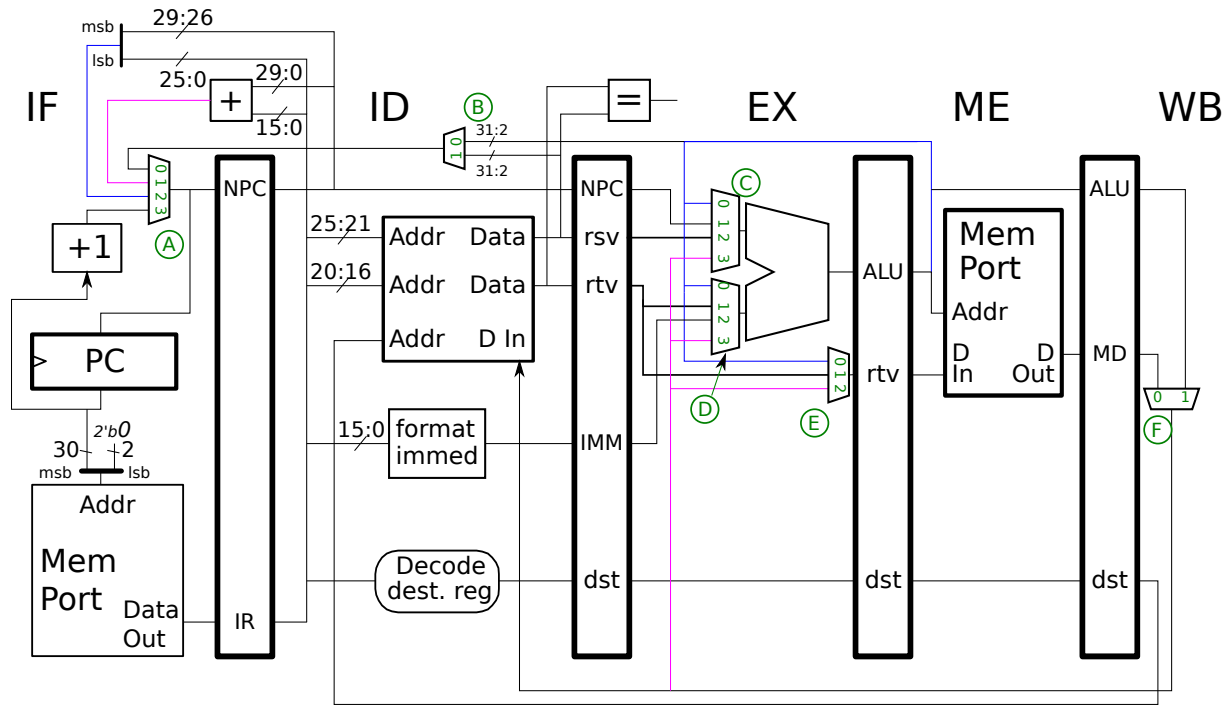 29:26
msb
lsb
25:0
29:0
+
15:0
IF
ID
B
0
1
31:2
31:2
=
EX
ME
WB
0
1
2
3
A
+1
PC
30
2'b0
2
msb
lsb
Addr
Mem
Port
Data
Out
NPC
IR
25:21
20:16
Addr
Data
Addr
Data
Addr
D In
15:0
format
immed
Decode
dest. reg
NPC
rsv
rtv
IMM
dst
C
0
1
2
3
0
1
2
3
D
0
1
2
E
ALU
rtv
dst
Mem
Port
Addr
D
In
D
Out
ALU
MD
dst
0
1
F